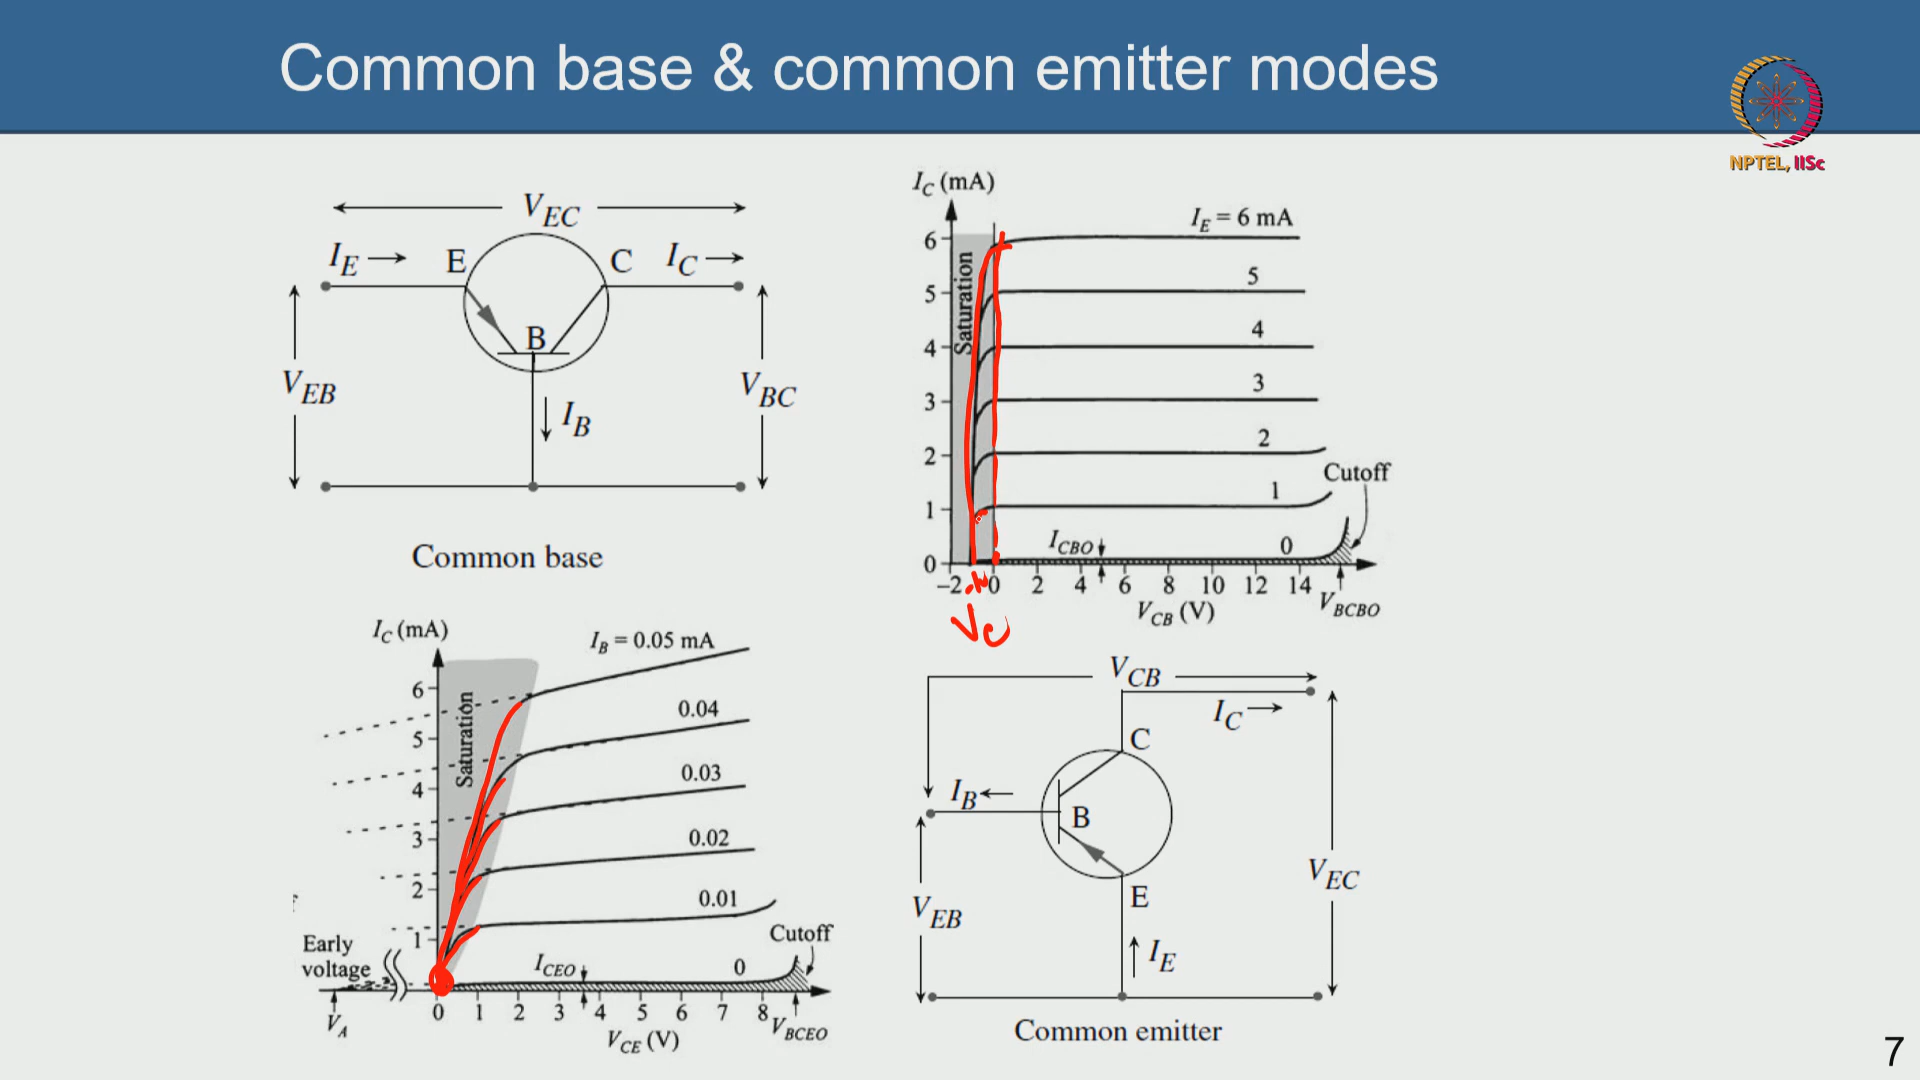 Common base & common emitter modes
NPTEL, IISc
V_EC
I_E E C I_C
B
V_EB I_B V_BC
Common base
I_C (mA)
I_E = 6 mA
6
5
4
3
2
1
0
Saturation
5
4
3
2
1
0
Cutoff
I_CBO
-2 0 2 4 6 8 10 12 14 V_BCBO
V_CB (V)
I_C (mA)
I_B = 0.05 mA
6
5
4
3
2
1
Saturation
0.04
0.03
0.02
0.01
0
Cutoff
Early
voltage
I_CEO
V_A 0 1 2 3 4 5 6 7 8 V_BCEO
V_CE (V)
V_CB
I_C
C
I_B
B
V_EC
E
V_EB
I_E
Common emitter
7